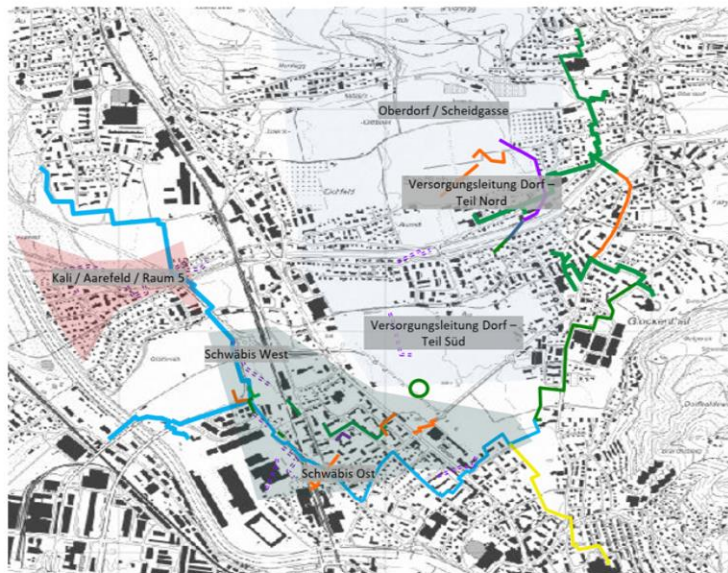 Oberdorf / Scheidgasse
Versorgungsleitung Dorf –
Teil Nord
Kali / Aarefeld / Raum 5
Versorgungsleitung Dorf –
Teil Süd
Schwäbis West
Schwäbis Ost